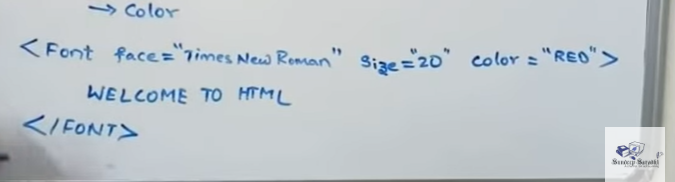 → Color
<Font face="Times New Roman" Size="20" color="RED">
WELCOME TO HTML
</FONT>